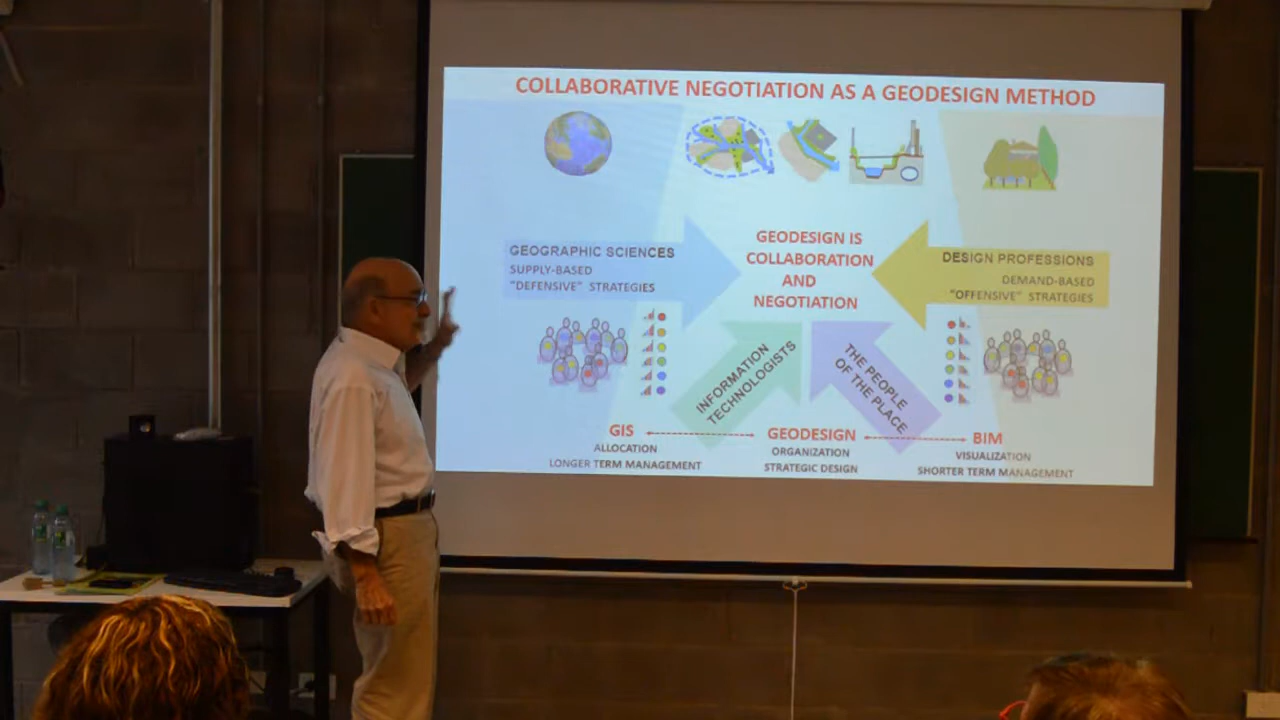 COLLABORATIVE NEGOTIATION AS A GEODESIGN METHOD
GEOGRAPHIC SCIENCES
SUPPLY-BASED
"DEFENSIVE" STRATEGIES
GEODESIGN IS
COLLABORATION
AND
NEGOTIATION
DESIGN PROFESSIONS
DEMAND-BASED
"OFFENSIVE" STRATEGIES
INFORMATION
TECHNOLOGISTS
THE PEOPLE
OF THE PLACE
GIS
ALLOCATION
LONGER TERM MANAGEMENT
GEODESIGN
ORGANIZATION
STRATEGIC DESIGN
BIM
VISUALIZATION
SHORTER TERM MANAGEMENT